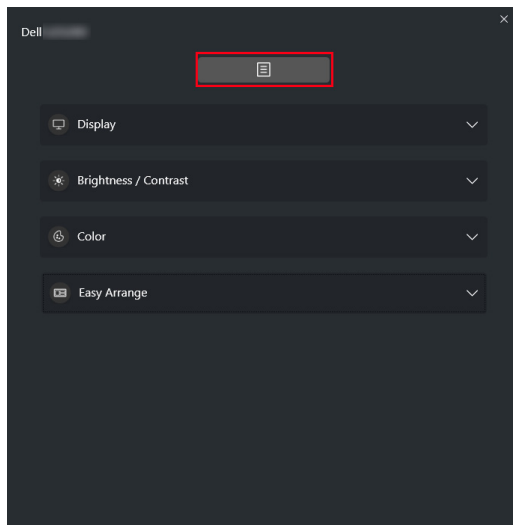 Dell
Display
Brightness / Contrast
Color
Easy Arrange